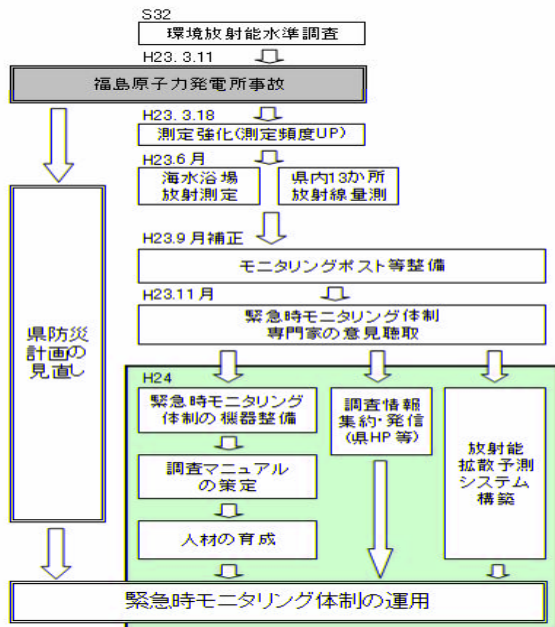 S32
環境放射能水準調査
H23.3.11
福島原子力発電所事故
H23.3.18
測定強化(測定頻度UP)
H23.6月
海水浴場
放射測定
県内13か所
放射線量測
H23.9月補正
モニタリングポスト等整備
H23.11月
緊急時モニタリング体制
専門家の意見聴取
県防災
計画の
見直し
H24
緊急時モニタリング
体制の機器整備
調査マニュアル
の策定
人材の育成
調査情報
集約・発信
(県HP等)
放射能
拡散予測
システム
構築
緊急時モニタリング体制の運用